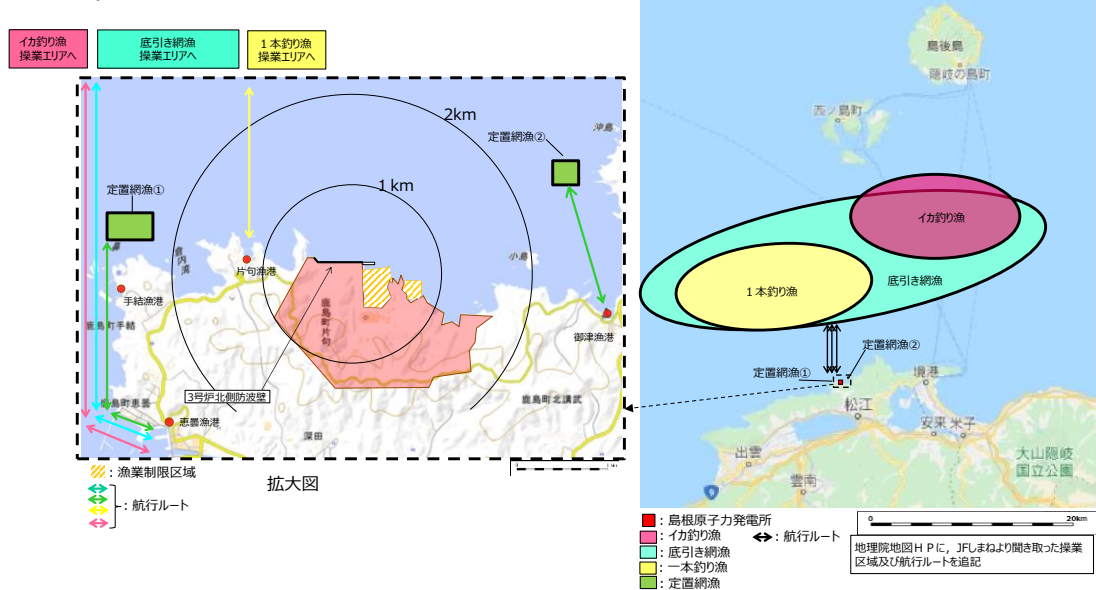 イカ釣り漁
操業エリアへ
底引き網漁
操業エリアへ
1本釣り漁
操業エリアへ
2km
1km
定置網漁①
定置網漁②
沖島
小島
片句漁港
手結漁港
鹿島町手結
鹿島町片句
御津漁港
3号炉北側防波壁
鹿島町恵曇
恵曇漁港
深田
鹿島町北講武
:漁業制限区域
:航行ルート
拡大図
島後島
隠岐の島町
西ノ島町
イカ釣り漁
底引き網漁
1本釣り漁
定置網漁②
定置網漁①
境港
松江
安来
米子
出雲
雲南
大山隠岐
国立公園
9
:島根原子力発電所
:イカ釣り漁
:航行ルート
:底引き網漁
:一本釣り漁
:定置網漁
0
20km
地理院地図HPに,JFしまねより聞き取った操業
区域及び航行ルートを追記